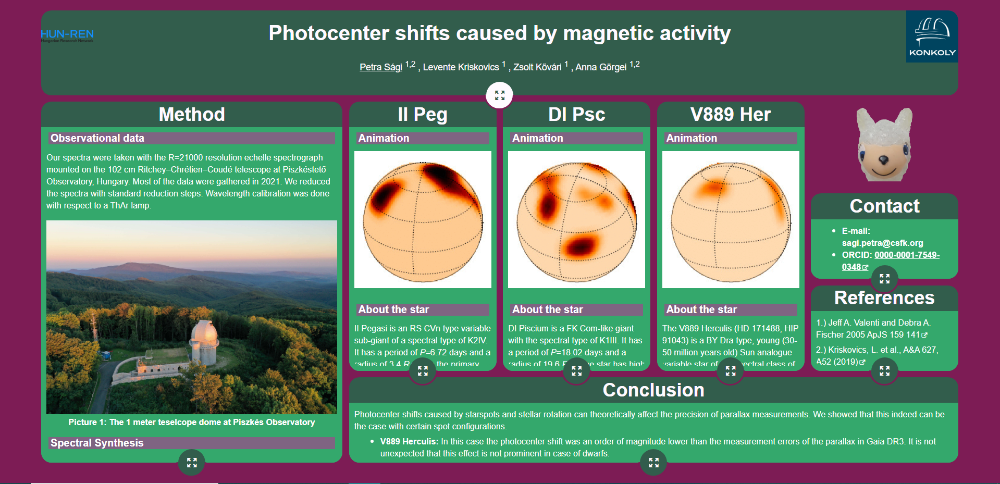 HUN-REN
Hungarian Research Network
Photocenter shifts caused by magnetic activity
KONKOLY
Petra Sági 1,2 , Levente Kriskovics 1 , Zsolt Kővári 1 , Anna Görgei 1,2
Method
Observational data
Our spectra were taken with the R=21000 resolution echelle spectrograph
mounted on the 102 cm Ritchey–Chrétien–Coudé telescope at Piszkéstető
Observatory, Hungary. Most of the data were gathered in 2021. We reduced
the spectra with standard reduction steps. Wavelength calibration was done
with respect to a ThAr lamp.
Picture 1: The 1 meter teselcope dome at Piszkés Observatory
Spectral Synthesis
II Peg
Animation
About the star
II Pegasi is an RS CVn type variable
sub-giant of a spectral type of K2IV.
It has a period of P=6.72 days and a
radius of 3.4 R the primary
DI Psc
Animation
About the star
DI Piscium is a FK Com-like giant
with the spectral type of K1III. It has
a period of P=18.02 days and a
radius of 19.6 star has high
V889 Her
Animation
About the star
The V889 Herculis (HD 171488, HIP
91043) is a BY Dra type, young (30-
50 million years old) Sun analogue
variable star of class of
Contact
• E-mail:
sagi.petra@csfk.org
• ORCID: 0000-0001-7549-
0348
References
1.) Jeff A. Valenti and Debra A.
Fischer 2005 ApJS 159 141
2.) Kriskovics, L. et al., A&A 627,
A52 (2019)
Conclusion
Photocenter shifts caused by starspots and stellar rotation can theoretically affect the precision of parallax measurements. We showed that this indeed can be
the case with certain spot configurations.
• V889 Herculis: In this case the photocenter shift was an order of magnitude lower than the measurement errors of the parallax in Gaia DR3. It is not
unexpected that this effect is not prominent in case of dwarfs.